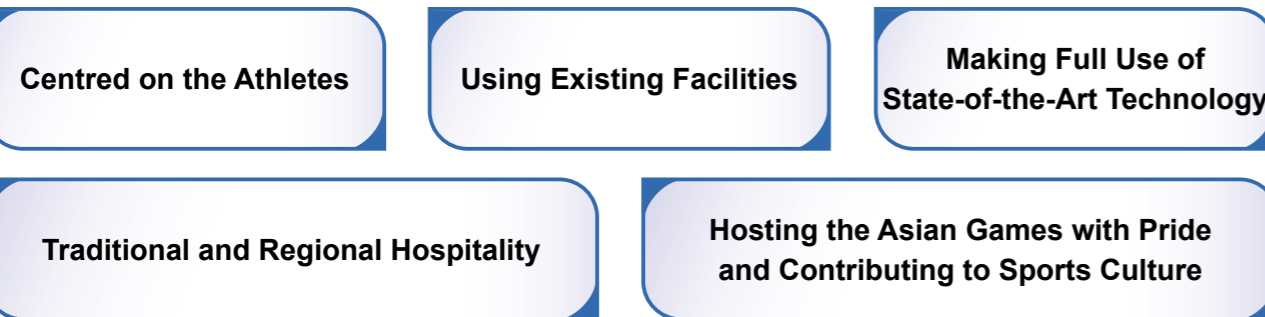 Centred on the Athletes
Using Existing Facilities
Making Full Use of
State-of-the-Art Technology
Traditional and Regional Hospitality
Hosting the Asian Games with Pride
and Contributing to Sports Culture